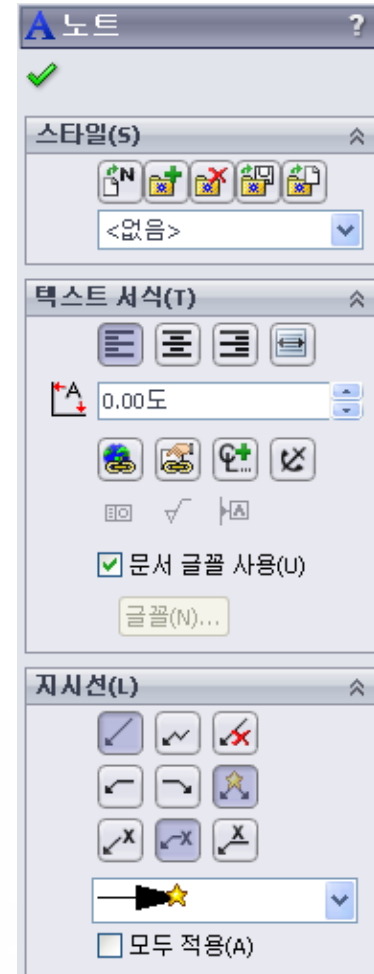 노트 ?
스타일(S)
<없음>
텍스트 서식(T)
0.00도
문서 글꼴 사용(U)
글꼴(N)...
지시선(L)
모두 적용(A)